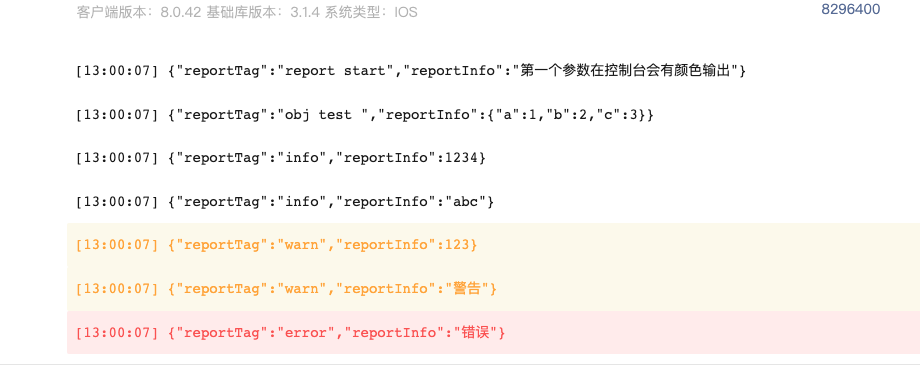 客户端版本：8.0.42 基础库版本：3.1.4 系统类型：IOS
8296400
[13:00:07] {"reportTag":"report start","reportInfo":"第一个参数在控制台会有颜色输出"}
[13:00:07] {"reportTag":"obj test ","reportInfo":{"a":1,"b":2,"c":3}}
[13:00:07] {"reportTag":"info","reportInfo":1234}
[13:00:07] {"reportTag":"info","reportInfo":"abc"}
[13:00:07] {"reportTag":"warn","reportInfo":123}
[13:00:07] {"reportTag":"warn","reportInfo":"警告"}
[13:00:07] {"reportTag":"error","reportInfo":"错误"}